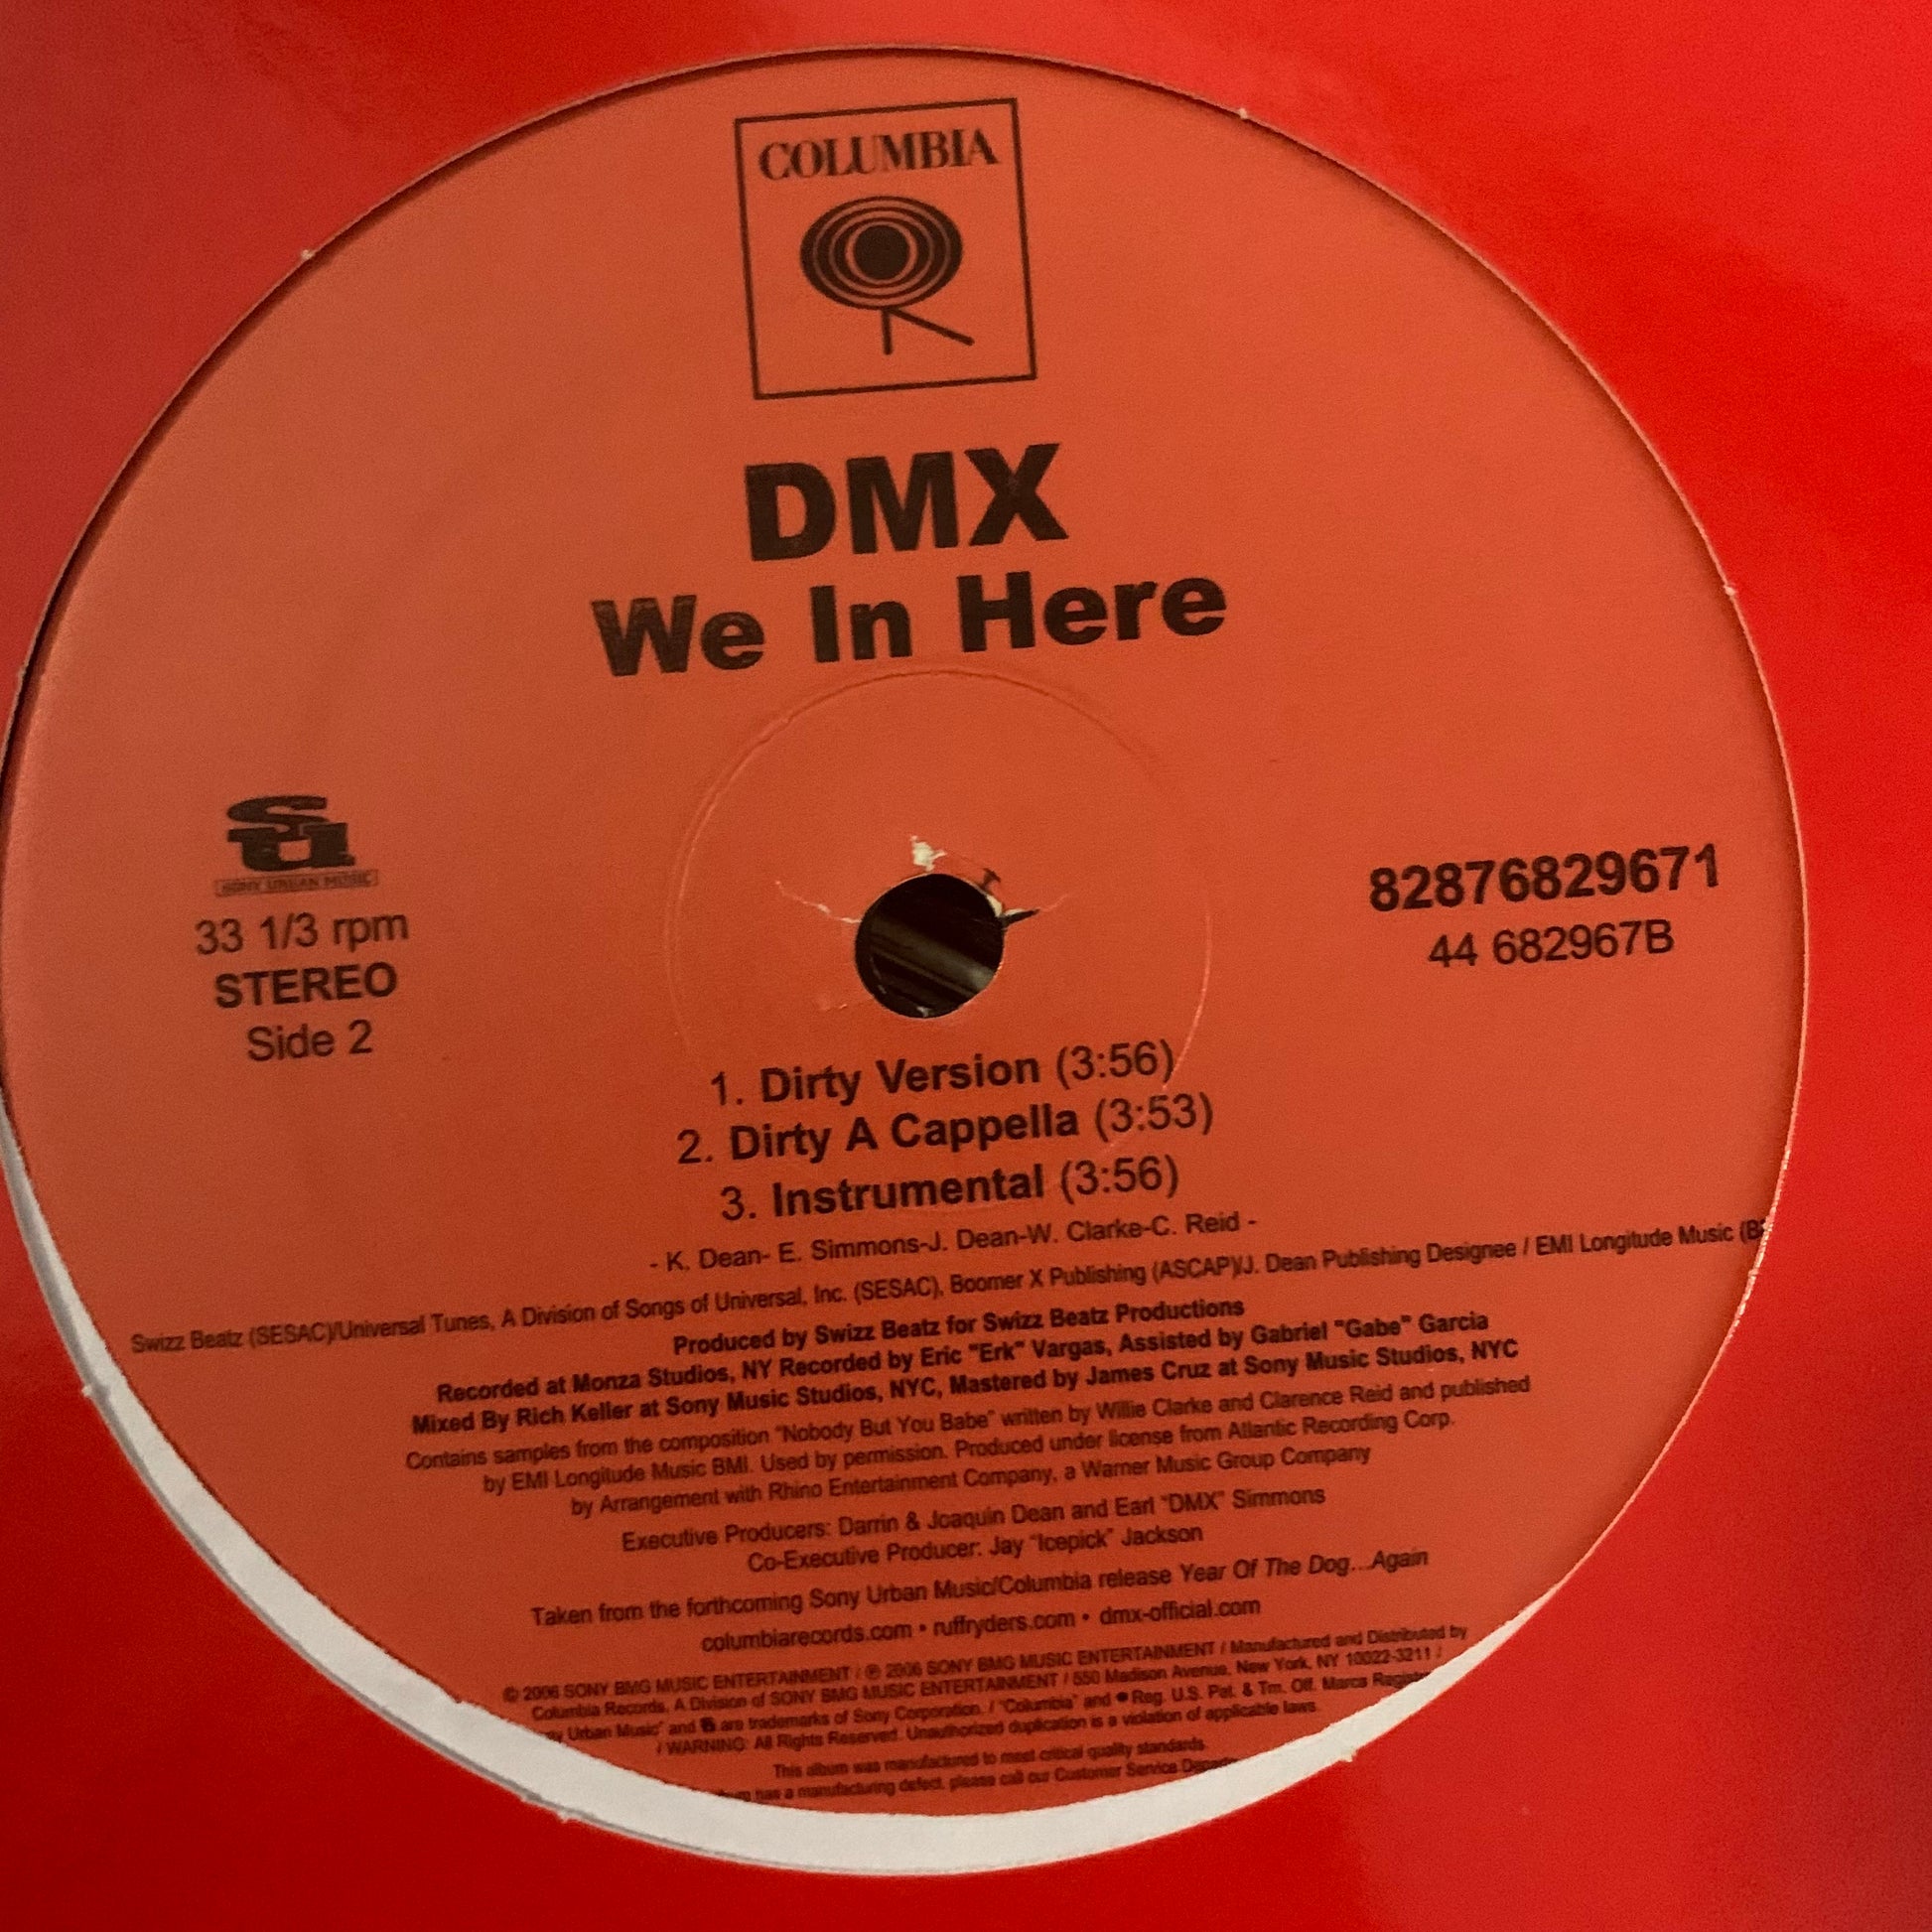 COLUMBIA
DMX
We In Here
SU
SONY URBAN MUSIC
33 1/3 rpm
STEREO
Side 2
82876829671
44 682967B
1. Dirty Version (3:56)
2. Dirty A Cappella (3:53)
3. Instrumental (3:56)
- K. Dean- E. Simmons-J. Dean-W. Clarke-C. Reid -
Swizz Beatz (SESAC)/Universal Tunes, A Division of Songs of Universal, Inc. (SESAC), Boomer X Publishing (ASCAP)/J. Dean Publishing Designee / EMI Longitude Music
Produced by Swizz Beatz for Swizz Beatz Productions
Recorded at Monza Studios, NY Recorded by Eric "Erk" Vargas, Assisted by Gabriel "Gabe" Garcia
Mixed By Rich Keller at Sony Music Studios, NYC, Mastered by James Cruz at Sony Music Studios, NYC
Contains samples from the composition "Nobody But You Babe" written by Willie Clarke and Clarence Reid and published
by EMI Longitude Music BMI. Used by permission. Produced under license from Atlantic Recording Corp.
by Arrangement with Rhino Entertainment Company, a Warner Music Group Company
Executive Producers: Darrin & Joaquin Dean and Earl "DMX" Simmons
Co-Executive Producer: Jay "Icepick" Jackson
Taken from the forthcoming Sony Urban Music/Columbia release Year Of The Dog...Again
columbiarecords.com • ruffryders.com • dmx-official.com
© 2006 SONY BMG MUSIC ENTERTAINMENT / ℗ 2006 SONY BMG MUSIC ENTERTAINMENT / Manufactured and Distributed by
Columbia Records, A Division of SONY BMG MUSIC ENTERTAINMENT / 550 Madison Avenue, New York, NY 10022-3211 /
Urban Music" and are trademarks of Sony Corporation. / "Columbia" and Reg. U.S. Pat. & Tm. Off. Marca
/ WARNING: All Rights Reserved. Unauthorized duplication is a violation of applicable laws.
This album was manufactured to meet critical quality standards.
has a manufacturing defect, please call our Customer Service